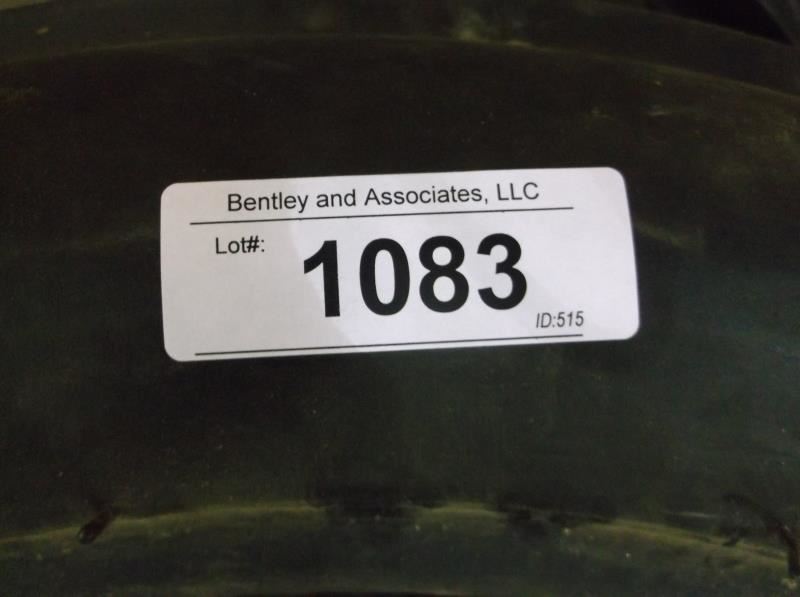 Bentley and Associates, LLC
Lot#:
1083
ID:515